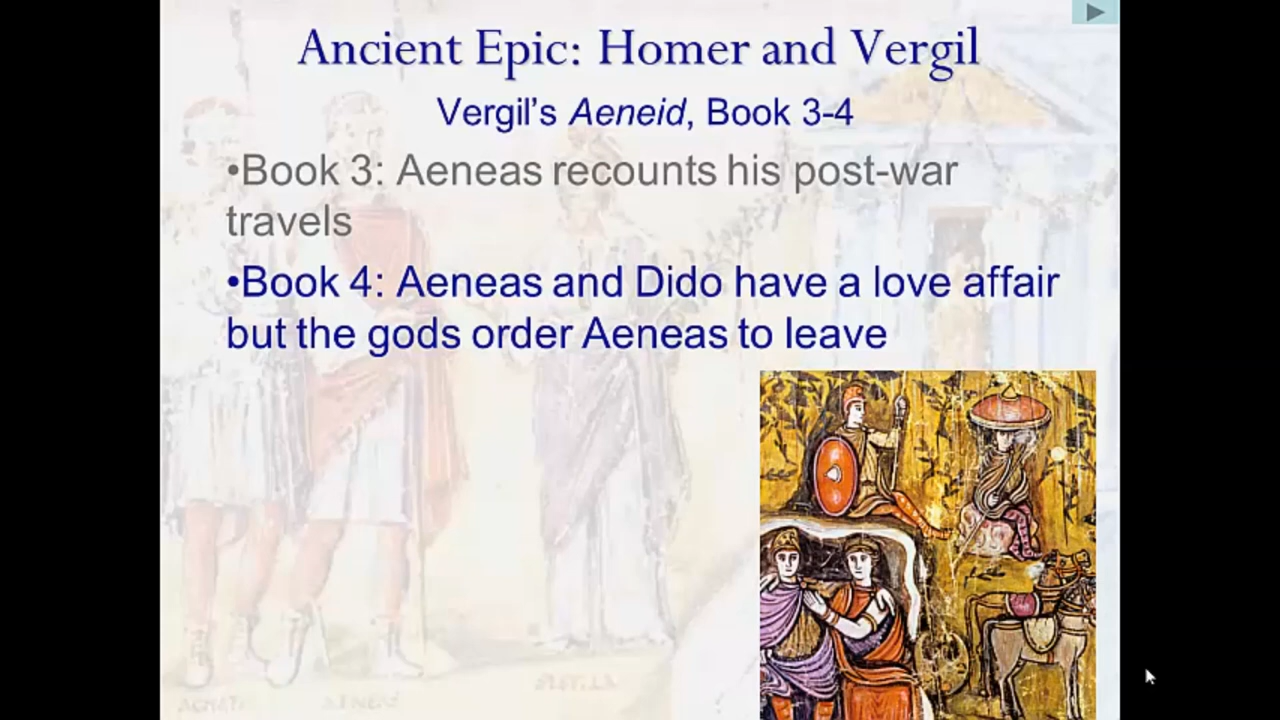 Ancient Epic: Homer and Vergil
Vergil's Aeneid, Book 3-4
•Book 3: Aeneas recounts his post-war
travels
•Book 4: Aeneas and Dido have a love affair
but the gods order Aeneas to leave